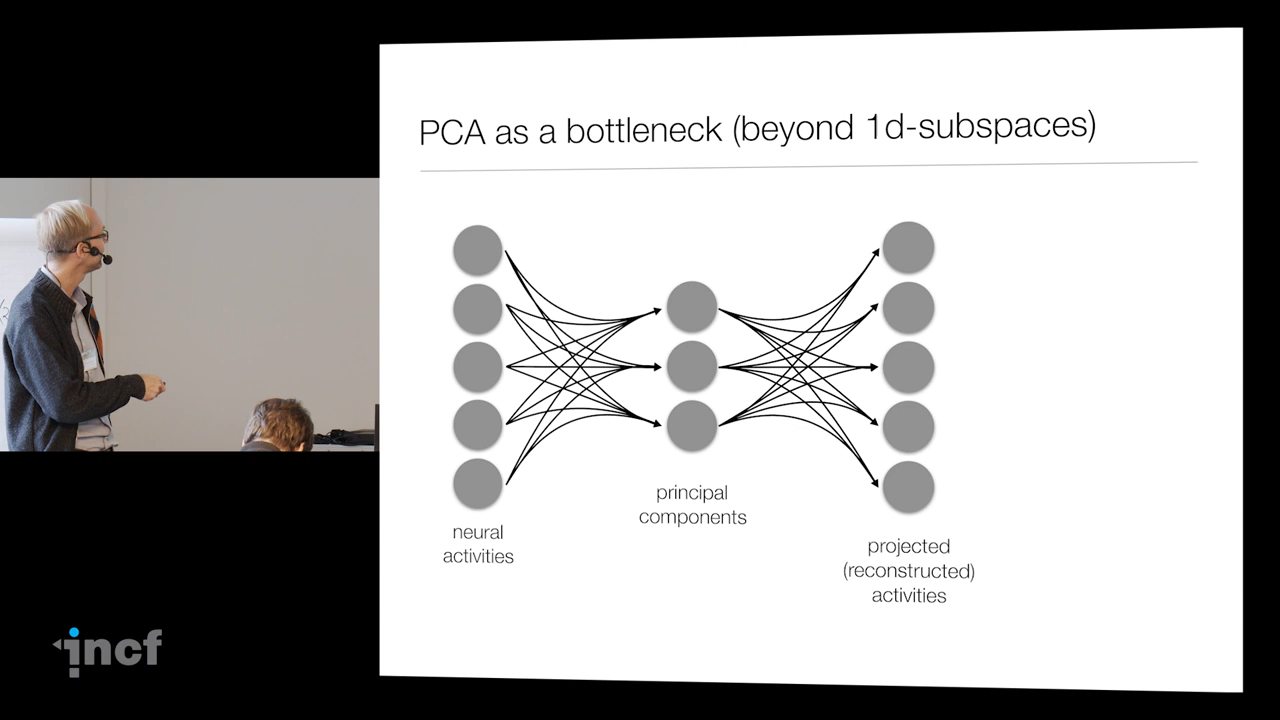 PCA as a bottleneck (beyond 1d-subspaces)
neural
activities
principal
components
projected
(reconstructed)
activities
incf